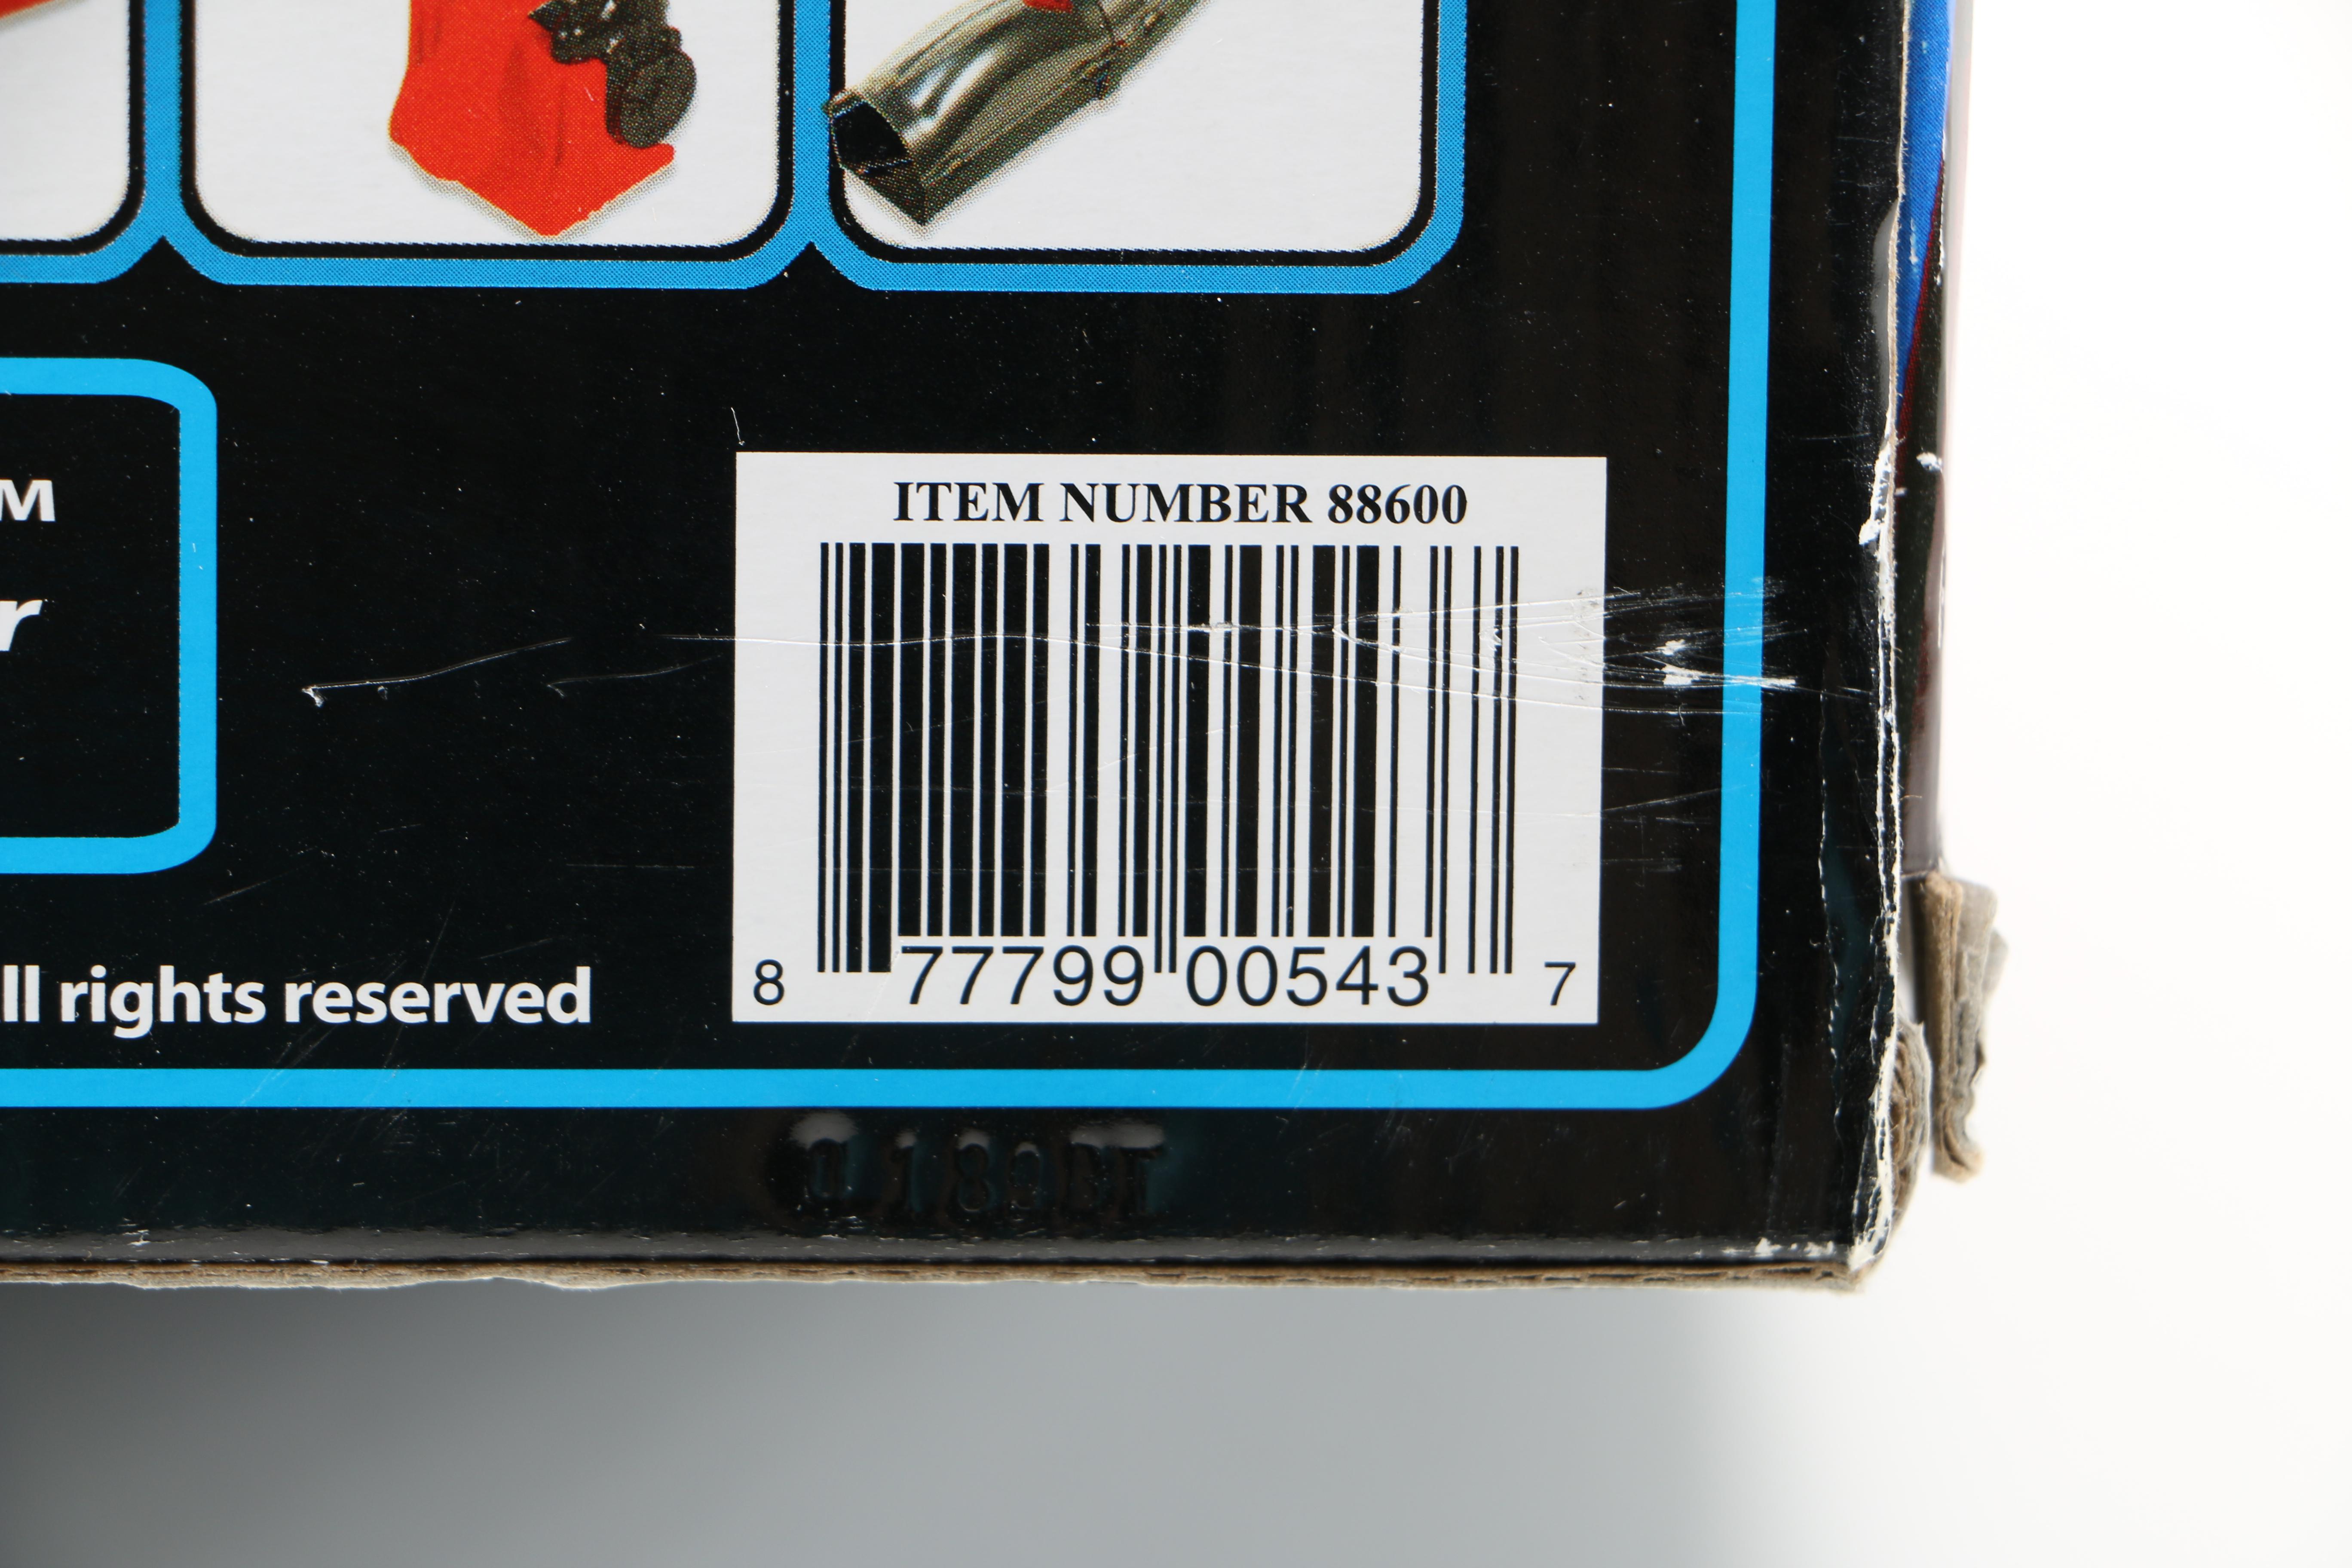 M
r
ITEM NUMBER 88600
8 77799 00543 7
ll rights reserved